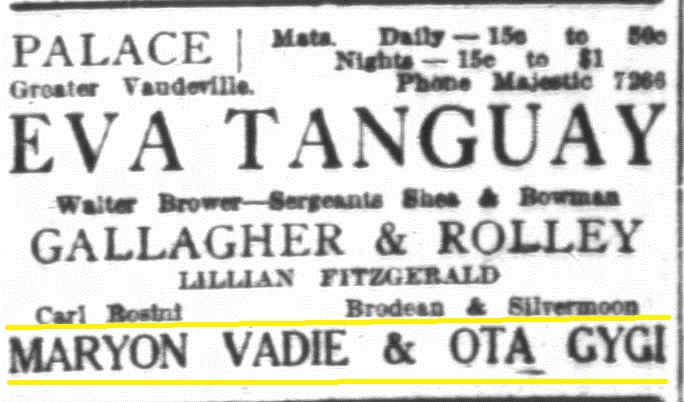 PALACE
Greater Vaudeville.
Mats. Daily — 15c to 50c
Nights — 15c to $1
Phone Majestic 7266
EVA TANGUAY
Walter Brower—Sergeants Shea & Bowman
GALLAGHER & ROLLEY
LILLIAN FITZGERALD
Carl Rosini Brodean & Silvermoon
MARYON VADIE & OTA GYGI